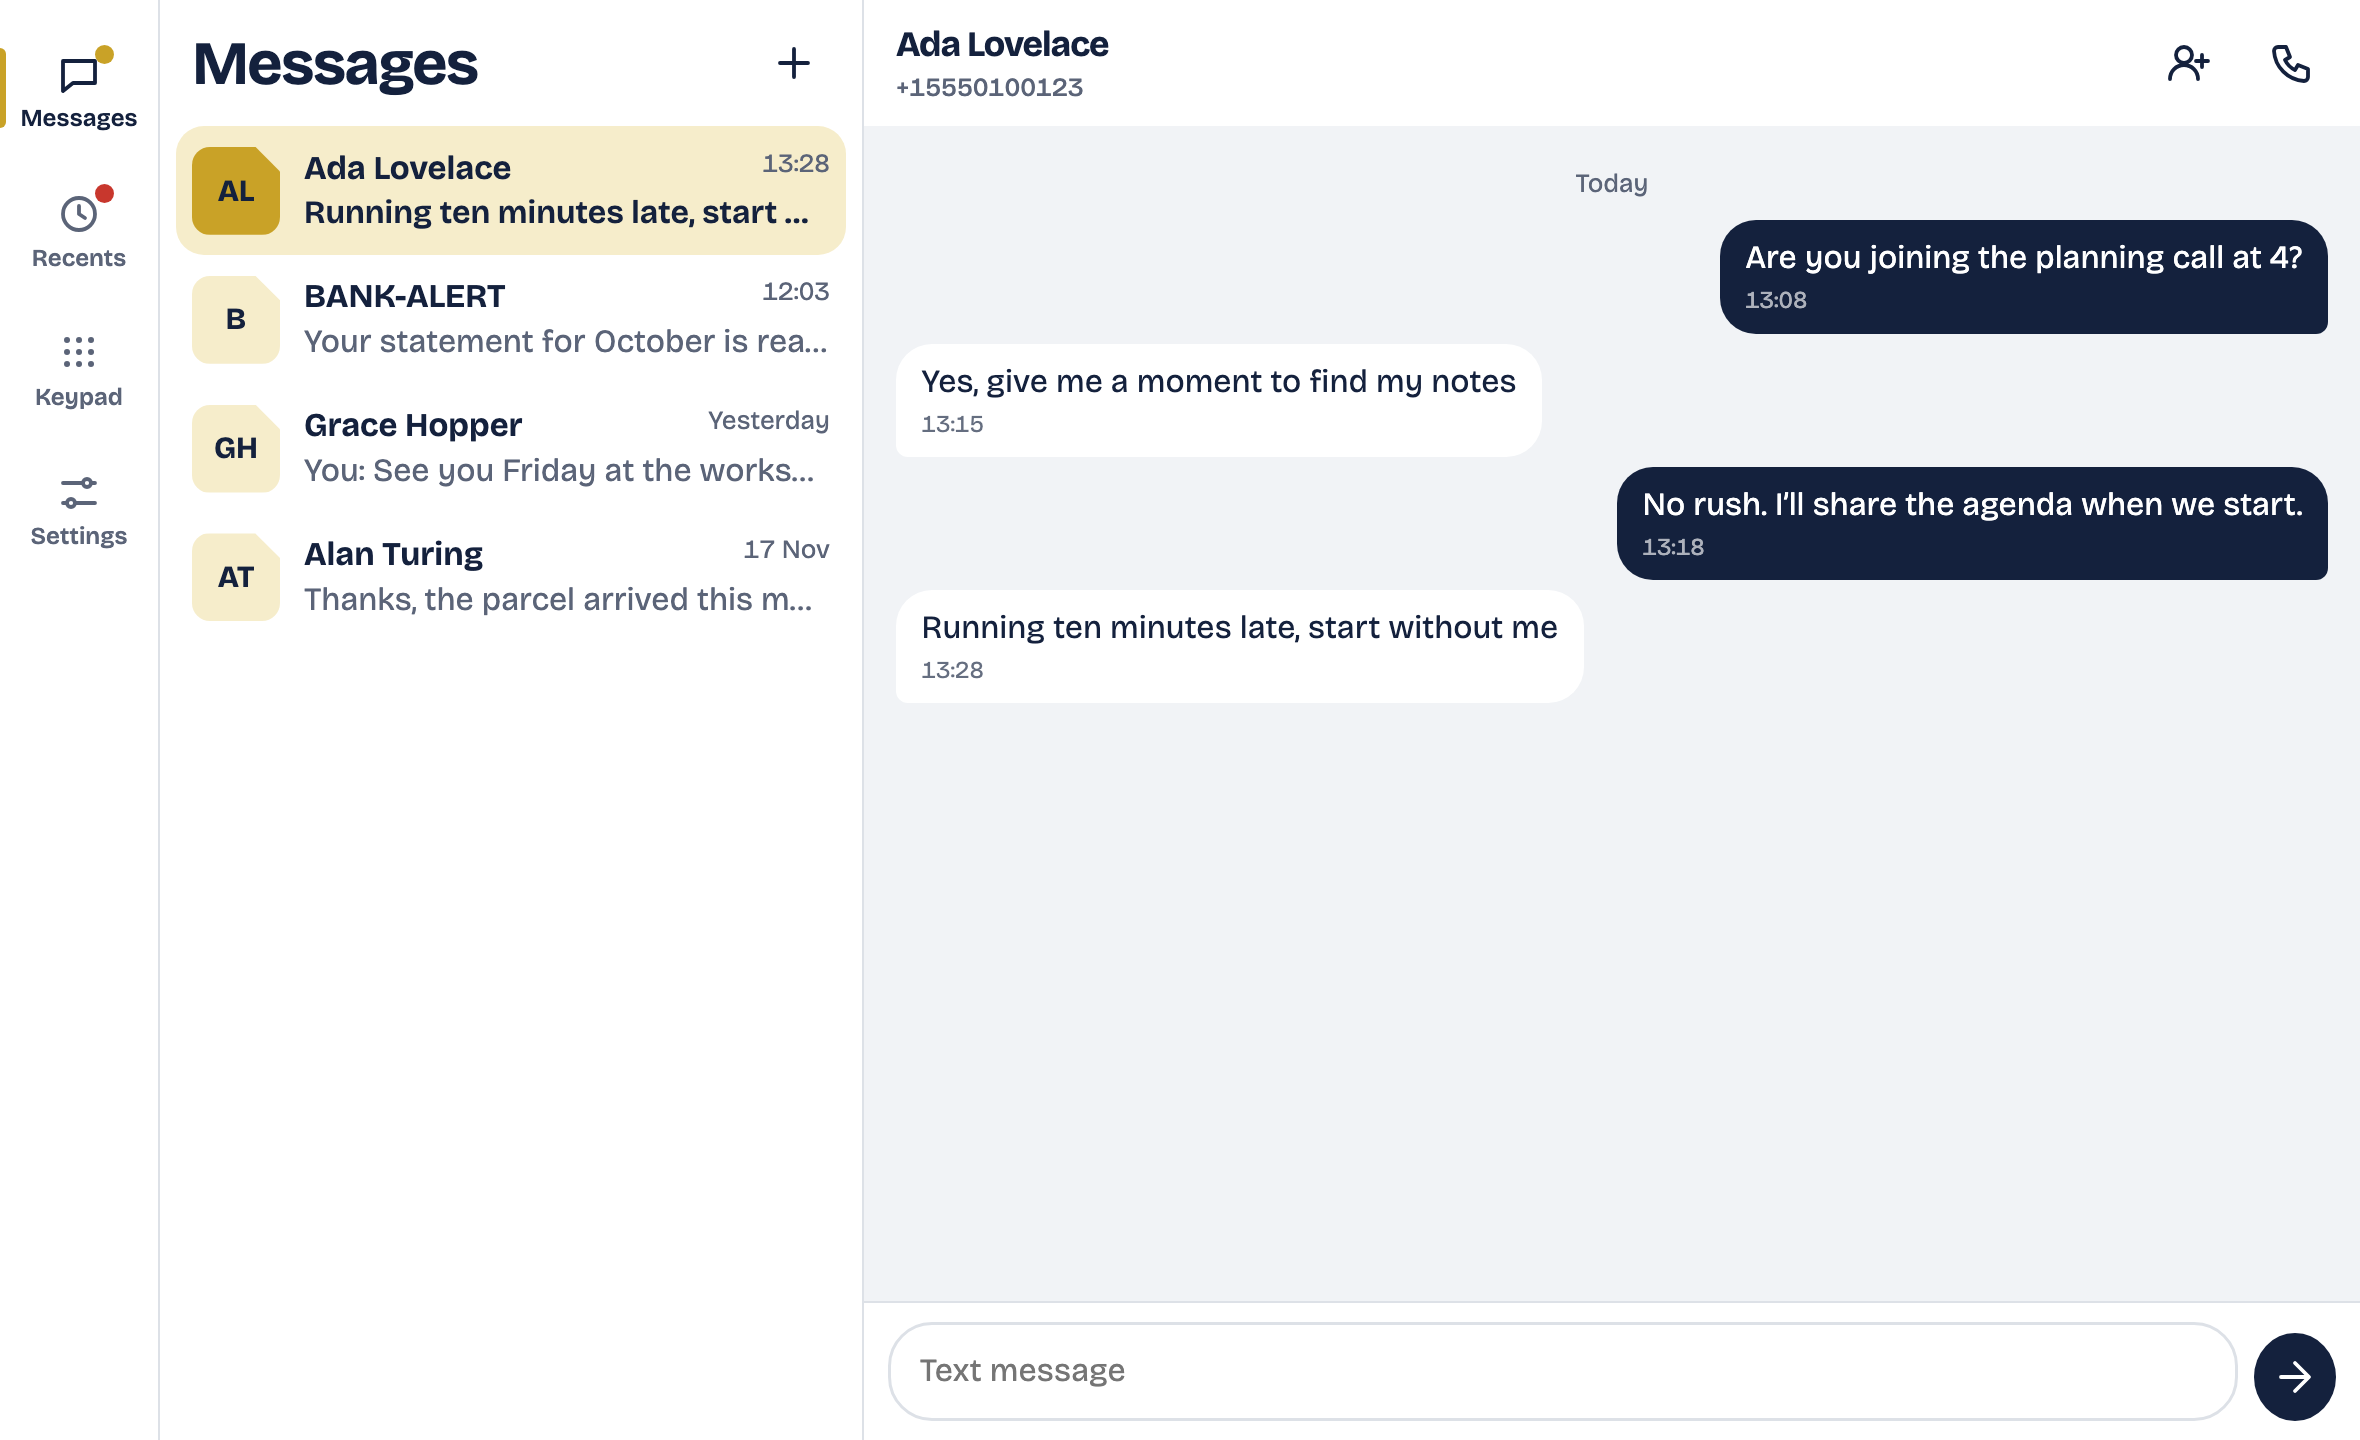 Messages
Recents
Keypad
Settings
Messages
AL
Ada Lovelace
13:28
Running ten minutes late, start ...
B
BANK-ALERT
12:03
Your statement for October is rea...
GH
Grace Hopper
Yesterday
You: See you Friday at the works...
AT
Alan Turing
17 Nov
Thanks, the parcel arrived this m...
Ada Lovelace
+15550100123
Today
Are you joining the planning call at 4?
13:08
Yes, give me a moment to find my notes
13:15
No rush. I’ll share the agenda when we start.
13:18
Running ten minutes late, start without me
13:28
Text message